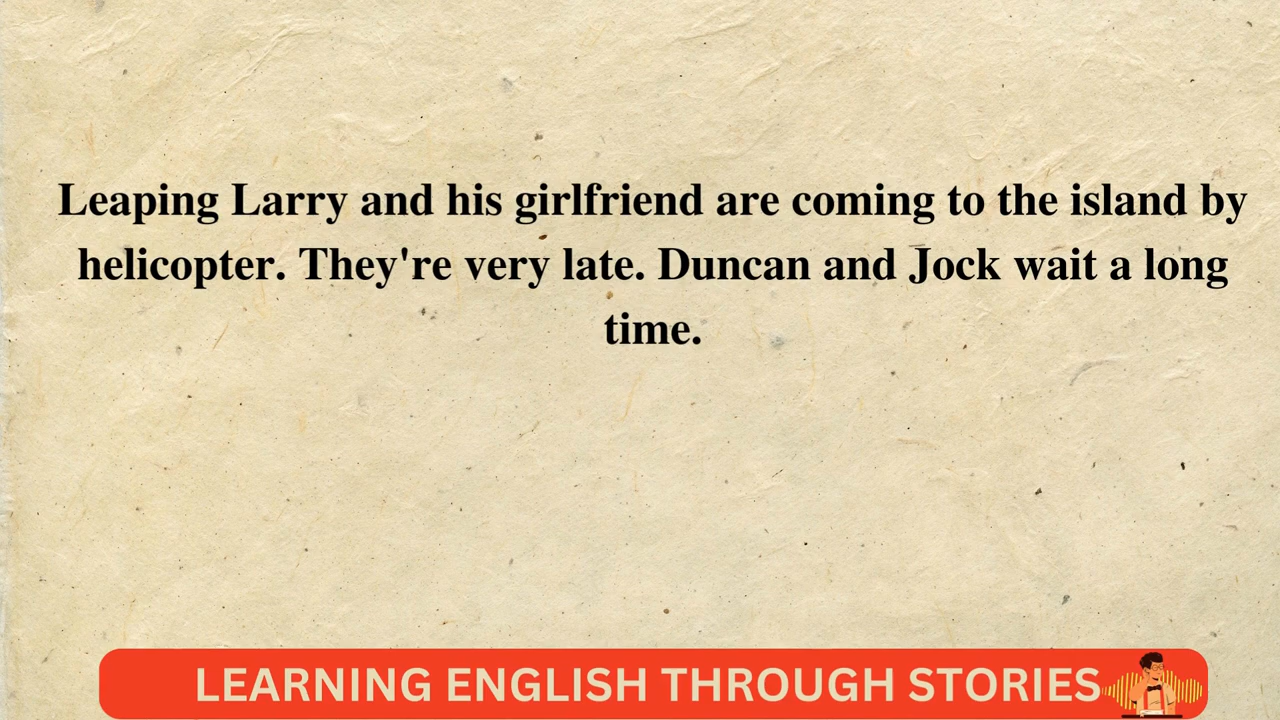 Leaping Larry and his girlfriend are coming to the island by
helicopter. They're very late. Duncan and Jock wait a long
time.
LEARNING ENGLISH THROUGH STORIES